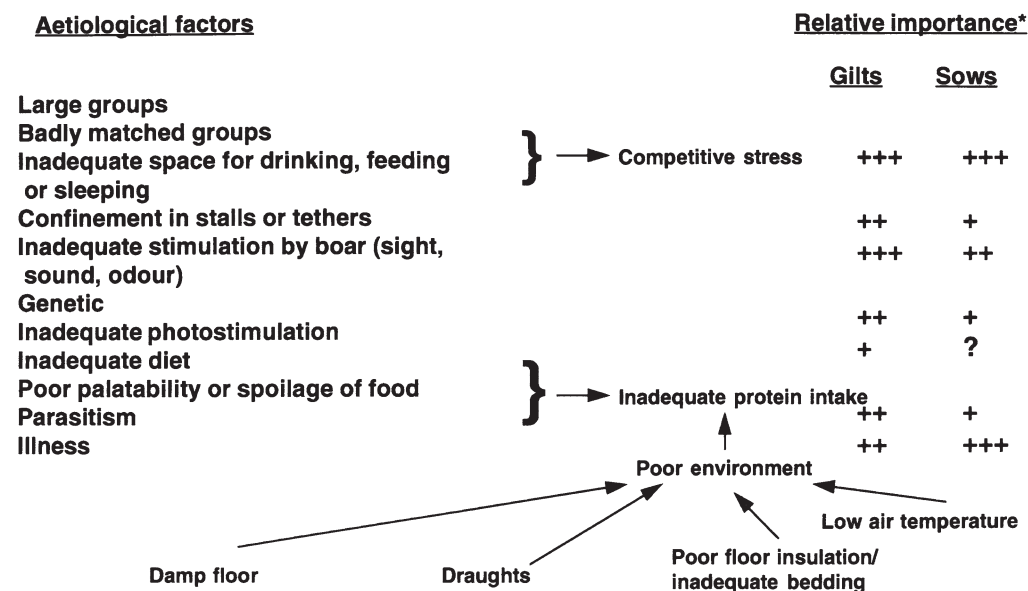 Aetiological factors
Relative importance*
Gilts Sows
Large groups
Badly matched groups
Inadequate space for drinking, feeding
or sleeping
} Competitive stress +++ +++
Confinement in stalls or tethers ++ +
Inadequate stimulation by boar (sight,
sound, odour) +++ ++
Genetic ++ +
Inadequate photostimulation + ?
Inadequate diet
Poor palatability or spoilage of food
} Inadequate protein intake
Parasitism ++ +
Illness ++ +++
Poor environment
Low air temperature
Damp floor
Draughts
Poor floor insulation/
inadequate bedding